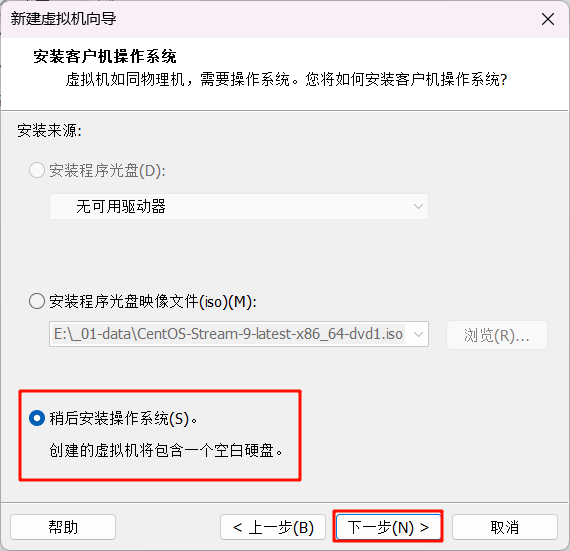 新建虚拟机向导
安装客户机操作系统
虚拟机如同物理机，需要操作系统。您将如何安装客户机操作系统?
安装来源:
安装程序光盘(D):
无可用驱动器
安装程序光盘映像文件(iso)(M):
E:\_01-data\CentOS-Stream-9-latest-x86_64-dvd1.iso
浏览(R)...
稍后安装操作系统(S)。
创建的虚拟机将包含一个空白硬盘。
帮助
< 上一步(B)
下一步(N) >
取消